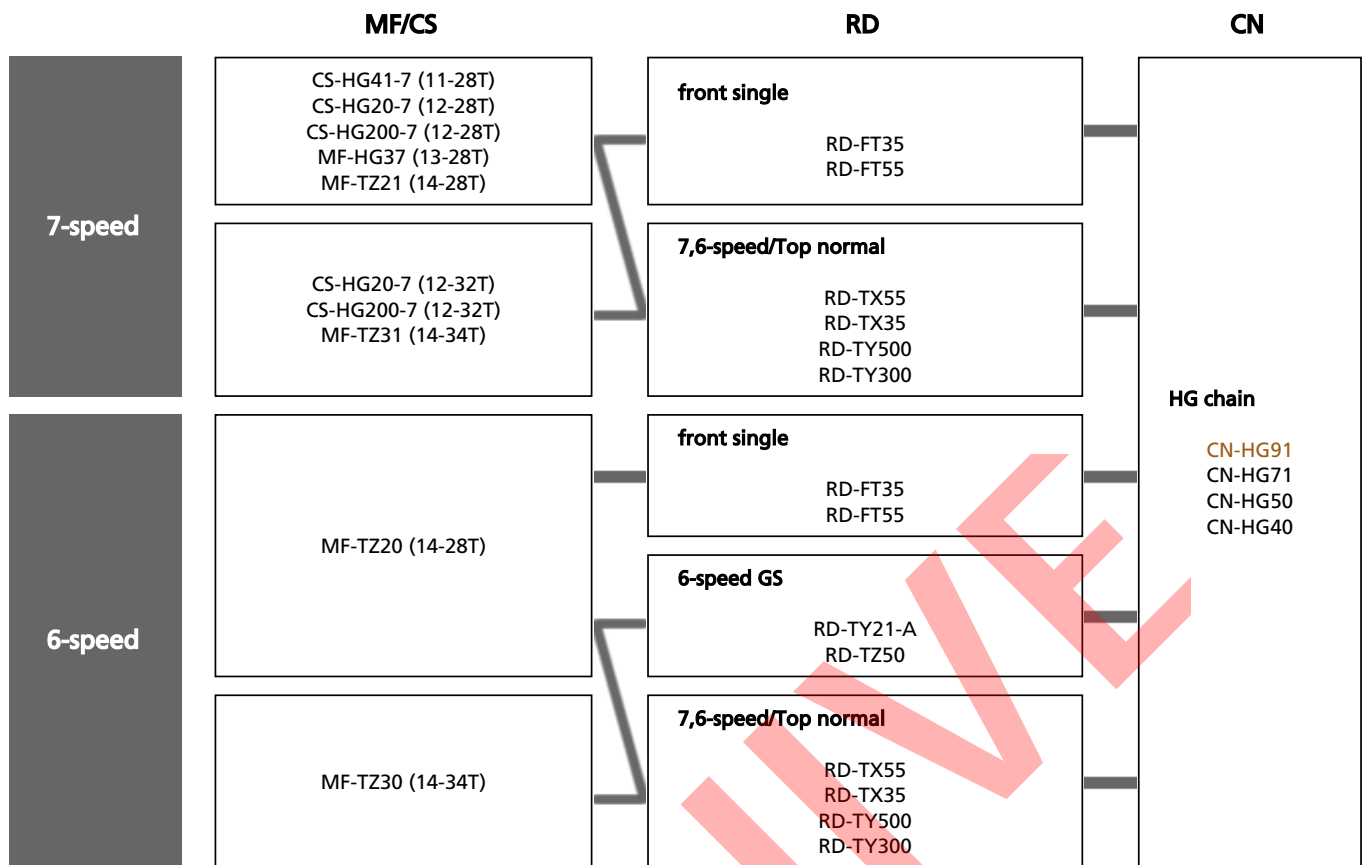 MF/CS
RD
CN
7-speed
CS-HG41-7 (11-28T)
CS-HG20-7 (12-28T)
CS-HG200-7 (12-28T)
MF-HG37 (13-28T)
MF-TZ21 (14-28T)
front single
RD-FT35
RD-FT55
CS-HG20-7 (12-32T)
CS-HG200-7 (12-32T)
MF-TZ31 (14-34T)
7,6-speed/Top normal
RD-TX55
RD-TX35
RD-TY500
RD-TY300
6-speed
MF-TZ20 (14-28T)
front single
RD-FT35
RD-FT55
6-speed GS
RD-TY21-A
RD-TZ50
MF-TZ30 (14-34T)
7,6-speed/Top normal
RD-TX55
RD-TX35
RD-TY500
RD-TY300
HG chain
CN-HG91
CN-HG71
CN-HG50
CN-HG40
IVE